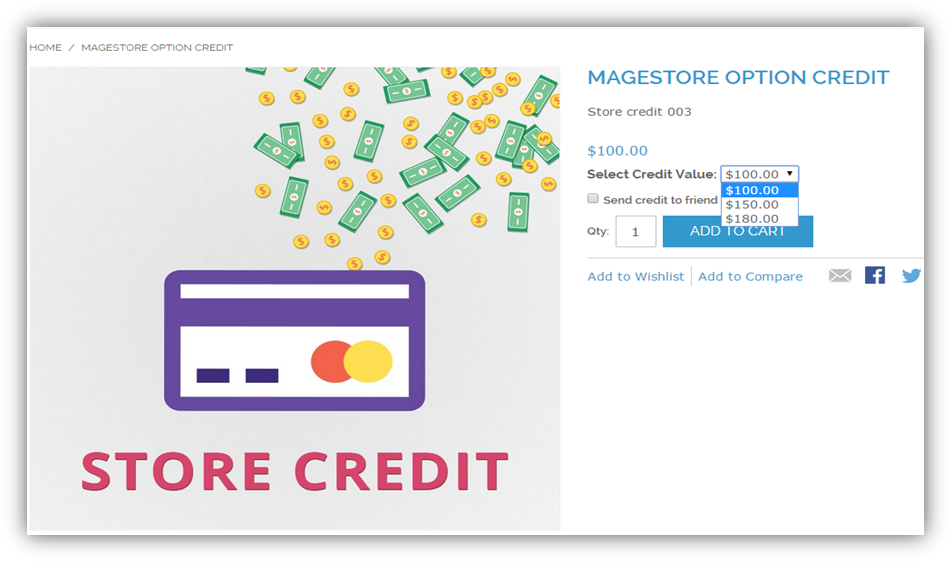 HOME / MAGESTORE OPTION CREDIT
MAGESTORE OPTION CREDIT
Store credit 003
$100.00
Select Credit Value: $100.00
$100.00
$150.00
$180.00
Send credit to friend
Qty: 1 ADD TO CART
Add to Wishlist Add to Compare
STORE CREDIT